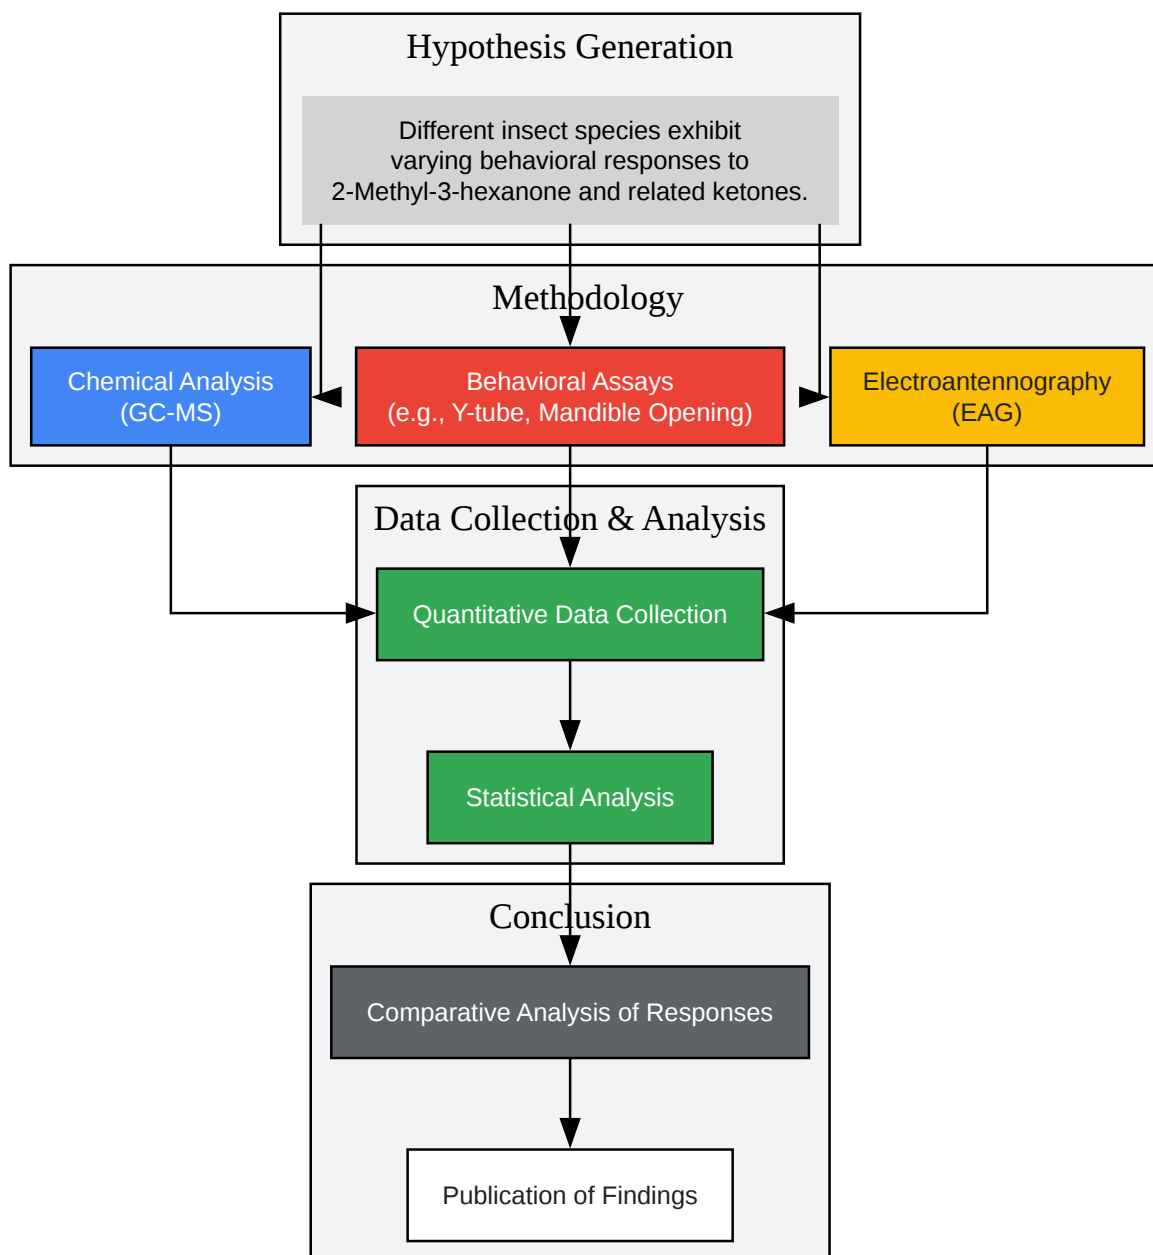 Hypothesis Generation
Different insect species exhibit
varying behavioral responses to
2-Methyl-3-hexanone and related ketones.
Methodology
Chemical Analysis
(GC-MS)
Behavioral Assays
(e.g., Y-tube, Mandible Opening)
Electroantennography
(EAG)
Data Collection & Analysis
Quantitative Data Collection
Statistical Analysis
Conclusion
Comparative Analysis of Responses
Publication of Findings